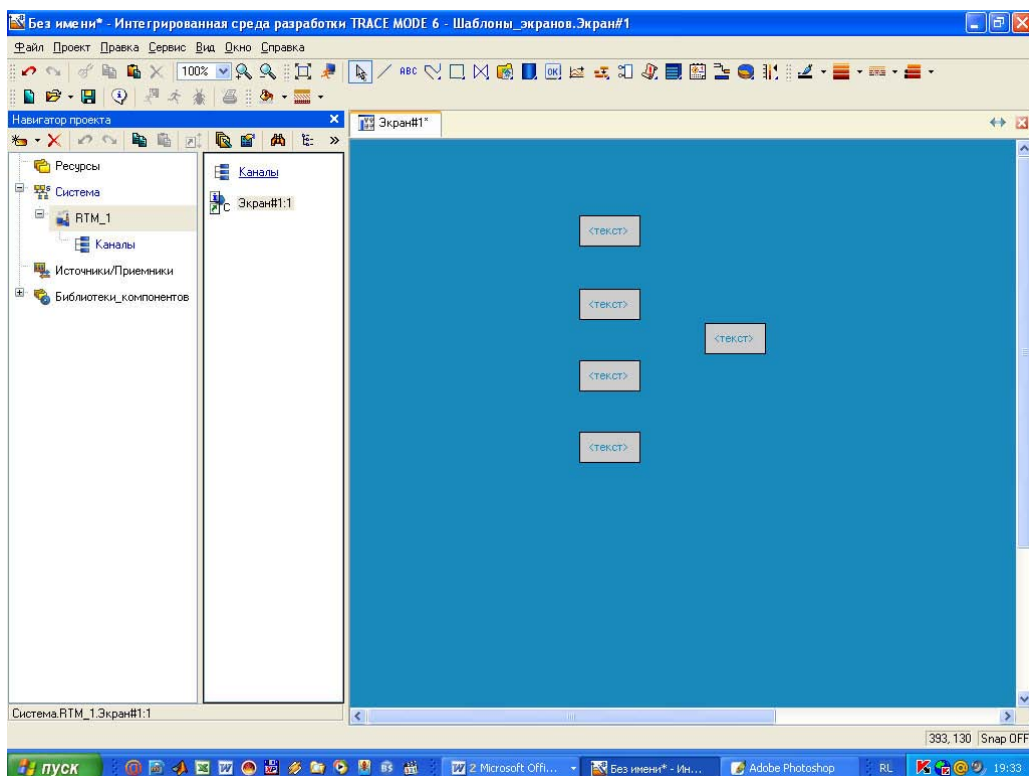 Без имени* - Интегрированная среда разработки TRACE MODE 6 - Шаблоны_экранов.Экран#1
Файл Проект Правка Сервис Вид Окно Справка
100% ABC OK
Навигатор проекта
Экран#1*
Ресурсы
Система
RTM_1
Каналы
Источники/Приемники
Библиотеки_компонентов
Каналы
Экран#1:1
<текст>
<текст>
<текст>
<текст>
<текст>
Система.RTM_1.Экран#1:1
393, 130 Snap OFF
пуск 2 Microsoft Offi... Без имени* - Ин... Adobe Photoshop RL 19:33